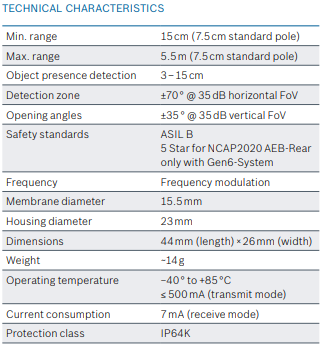 TECHNICAL CHARACTERISTICS
Min. range 15 cm (7.5 cm standard pole)
Max. range 5.5 m (7.5 cm standard pole)
Object presence detection 3–15 cm
Detection zone ±70° @ 35 dB horizontal FoV
Opening angles ±35° @ 35 dB vertical FoV
Safety standards ASIL B
5 Star for NCAP2020 AEB-Rear
only with Gen6-System
Frequency Frequency modulation
Membrane diameter 15.5 mm
Housing diameter 23 mm
Dimensions 44 mm (length) × 26 mm (width)
Weight ~14 g
Operating temperature –40° to +85 °C
≤ 500 mA (transmit mode)
Current consumption 7 mA (receive mode)
Protection class IP64K